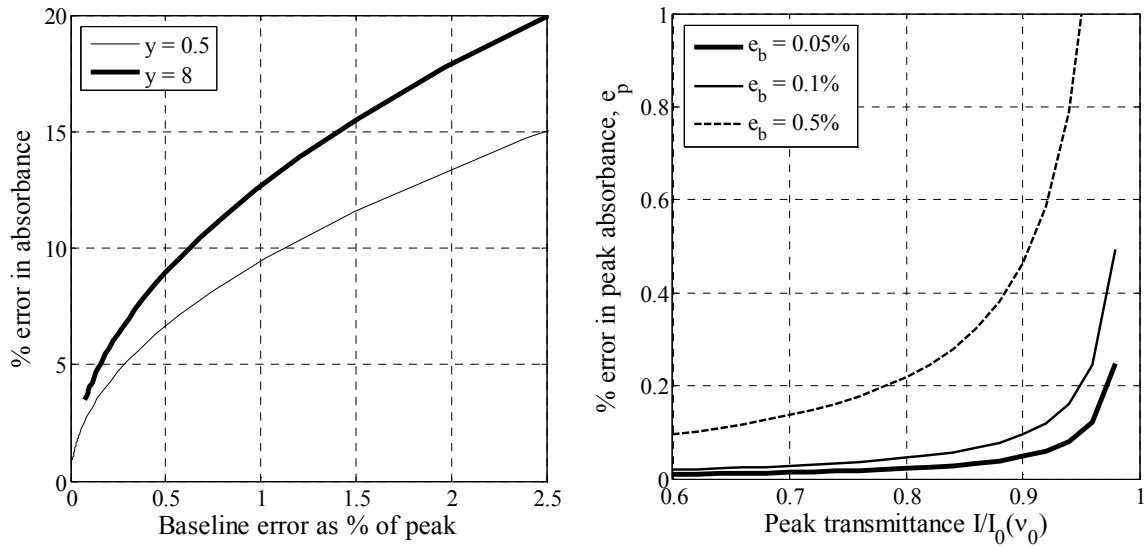 y = 0.5
y = 8
20
15
10
5
0
0
0.5
1
1.5
2
2.5
% error in absorbance
Baseline error as % of peak
e_b = 0.05%
e_b = 0.1%
e_b = 0.5%
1
0.8
0.6
0.4
0.2
0
0.6
0.7
0.8
0.9
1
% error in peak absorbance, e_p
Peak transmittance I/I_0(ν_0)